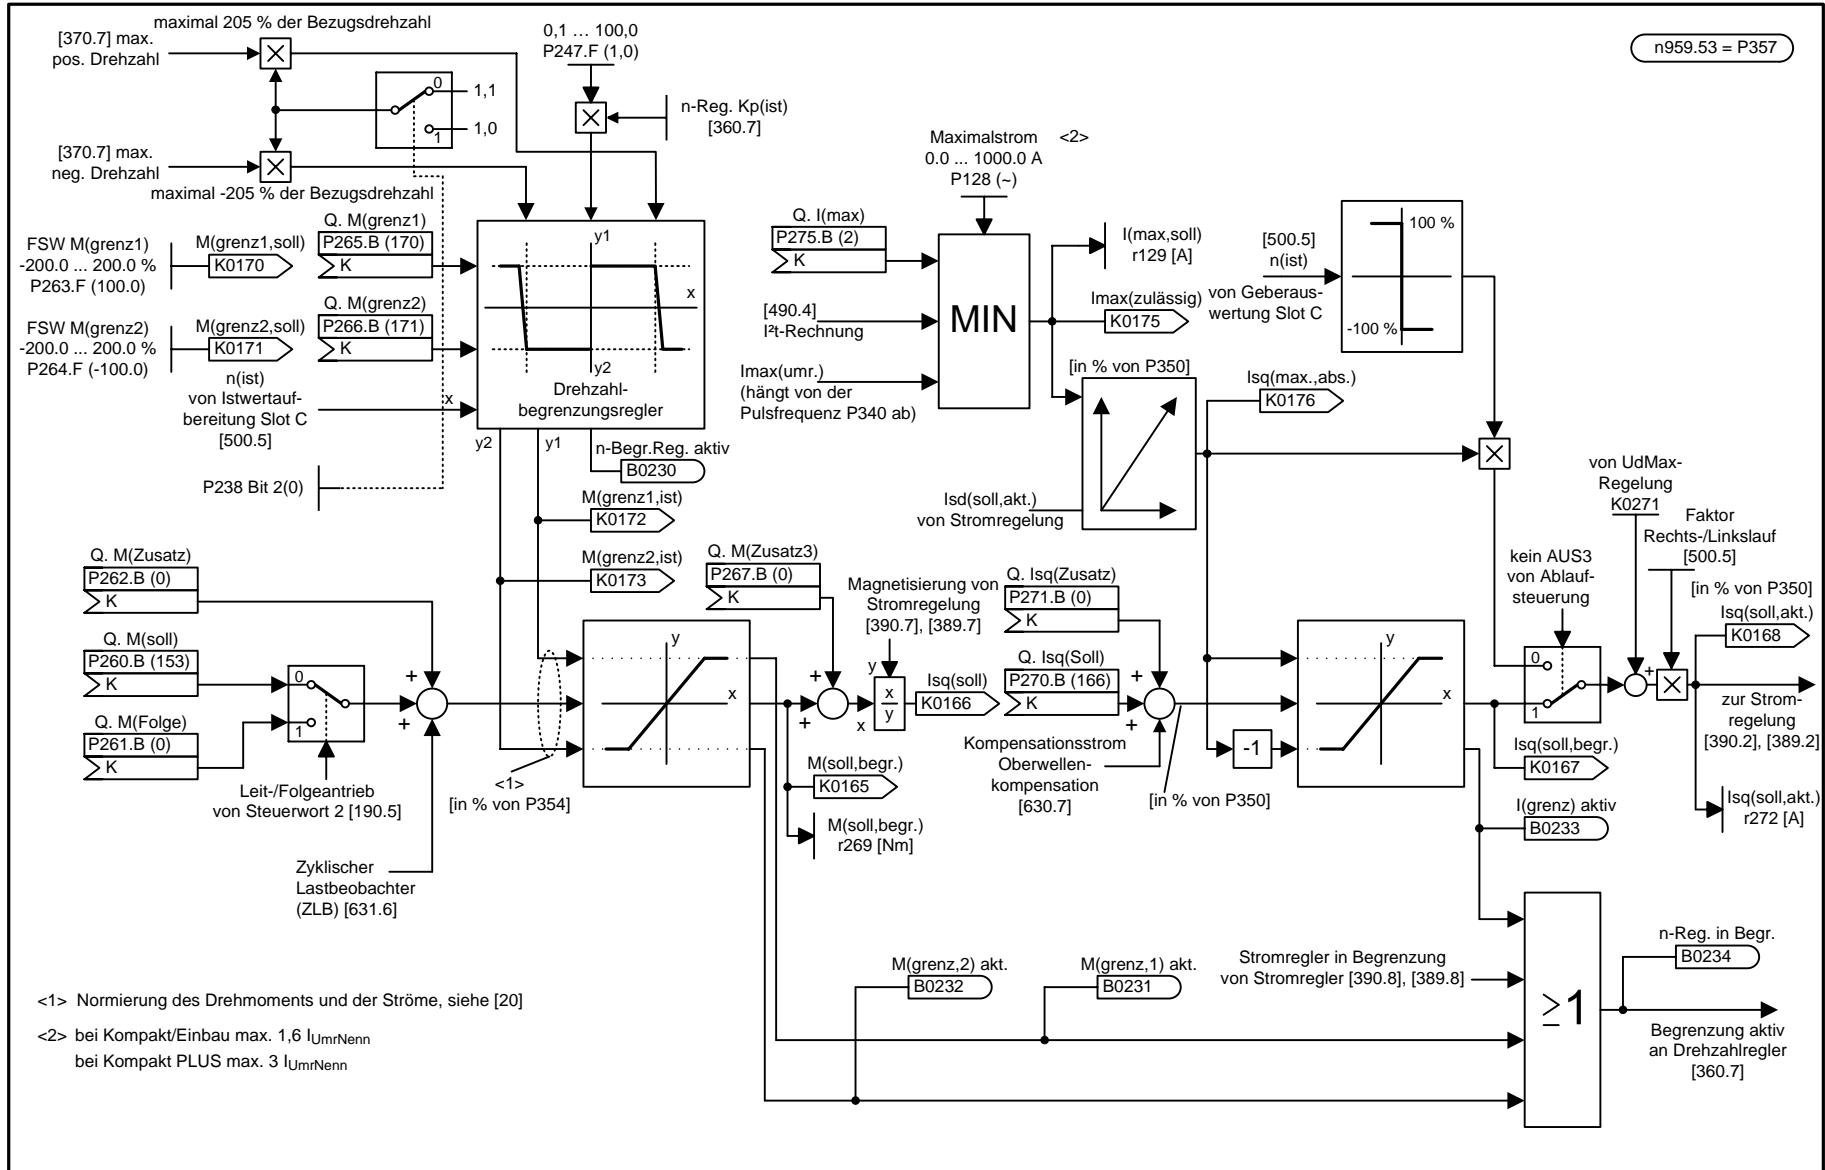 maximal 205 % der Bezugsdrehzahl
[370.7] max.
pos. Drehzahl
0
1,1
1,0
1
[370.7] max.
neg. Drehzahl
maximal -205 % der Bezugsdrehzahl
0,1 ... 100,0
P247.F (1,0)
n-Reg. Kp(ist)
[360.7]
n959.53 = P357
FSW M(grenz1)
-200.0 ... 200.0 %
P263.F (100.0)
M(grenz1,soll)
K0170
Q. M(grenz1)
P265.B (170)
K
FSW M(grenz2)
-200.0 ... 200.0 %
P264.F (-100.0)
M(grenz2,soll)
K0171
Q. M(grenz2)
P266.B (171)
K
n(ist)
von Istwertauf-
bereitung Slot C
[500.5]
x
P238 Bit 2(0)
y1
x
y2
Drehzahl-
begrenzungsregler
y2
y1
n-Begr.Reg. aktiv
B0230
M(grenz1,ist)
K0172
M(grenz2,ist)
K0173
Maximalstrom
<2>
0.0 ... 1000.0 A
P128 (~)
Q. I(max)
P275.B (2)
K
[490.4]
I²t-Rechnung
Imax(umr.)
(hängt von der
Pulsfrequenz P340 ab)
MIN
I(max,soll)
r129 [A]
Imax(zulässig)
K0175
[in % von P350]
Isd(soll,akt.)
von Stromregelung
Isq(max.,abs.)
K0176
[500.5]
n(ist)
von Geberaus-
wertung Slot C
100 %
-100 %
von UdMax-
Regelung
K0271
Faktor
Rechts-/Linkslauf
[500.5]
kein AUS3
von Ablauf-
steuerung
[in % von P350]
Isq(soll,akt.)
K0168
zur Strom-
regelung
[390.2], [389.2]
Isq(soll,akt.)
r272 [A]
Q. M(Zusatz)
P262.B (0)
K
Q. M(soll)
P260.B (153)
K
Q. M(Folge)
P261.B (0)
K
0
1
Leit-/Folgeantrieb
von Steuerwort 2 [190.5]
+
+
Zyklischer
Lastbeobachter
(ZLB) [631.6]
<1>
[in % von P354]
y
x
Q. M(Zusatz3)
P267.B (0)
K
+
+
Magnetisierung von
Stromregelung
[390.7], [389.7]
y
x
x
y
Isq(soll)
K0166
M(soll,begr.)
K0165
M(soll,begr.)
r269 [Nm]
Q. Isq(Zusatz)
P271.B (0)
K
Q. Isq(Soll)
P270.B (166)
K
+
+
Kompensationsstrom
Oberwellen-
kompensation
[630.7]
[in % von P350]
-1
y
x
0
1
+
Isq(soll,begr.)
K0167
I(grenz) aktiv
B0233
M(grenz,2) akt.
B0232
M(grenz,1) akt.
B0231
Stromregler in Begrenzung
von Stromregler [390.8], [389.8]
≥1
n-Reg. in Begr.
B0234
Begrenzung aktiv
an Drehzahlregler
[360.7]
<1> Normierung des Drehmoments und der Ströme, siehe [20]
<2> bei Kompakt/Einbau max. 1,6 IUmrNenn
bei Kompakt PLUS max. 3 IUmrNenn